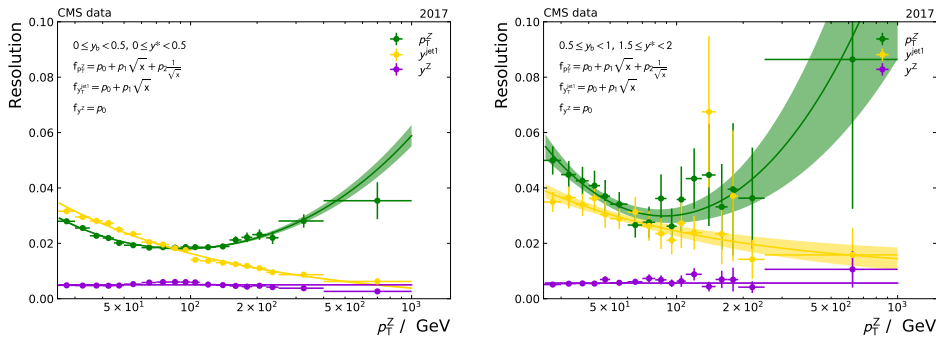 CMS data 2017
Resolution
0 ≤ y_b < 0.5, 0 ≤ y* < 0.5
f_{p_T^Z} = p_0 + p_1 √x + p_2 1/√x
f_{y_T^{jet1}} = p_0 + p_1 √x
f_{y^Z} = p_0
p_T^Z
y^{jet1}
y^Z
0.10
0.08
0.06
0.04
0.02
0.00
5 × 10^1 10^2 2 × 10^2 5 × 10^2 10^3
p_T^Z / GeV
CMS data 2017
Resolution
0.5 ≤ y_b < 1, 1.5 ≤ y* < 2
f_{p_T^Z} = p_0 + p_1 √x + p_2 1/√x
f_{y_T^{jet1}} = p_0 + p_1 √x
f_{y^Z} = p_0
p_T^Z
y^{jet1}
y^Z
0.10
0.08
0.06
0.04
0.02
0.00
5 × 10^1 10^2 2 × 10^2 5 × 10^2 10^3
p_T^Z / GeV